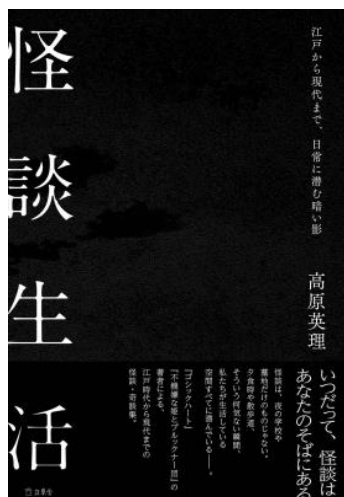 江戸から現代まで、日常に潜む暗い影
怪談生活
高原英理
いつだって、怪談は
あなたのそばにある
怪談は、夜の学校や
墓地だけのものじゃない。
夕食時や散歩道、
そういう何気ない瞬間、
私たちが生活している
空間すべてに潜んでいる――。
『ゴシックハート』
『不機嫌な姫とブルックナー団』の
著者による、
江戸時代から現代までの
怪談・奇談集。
立東舎